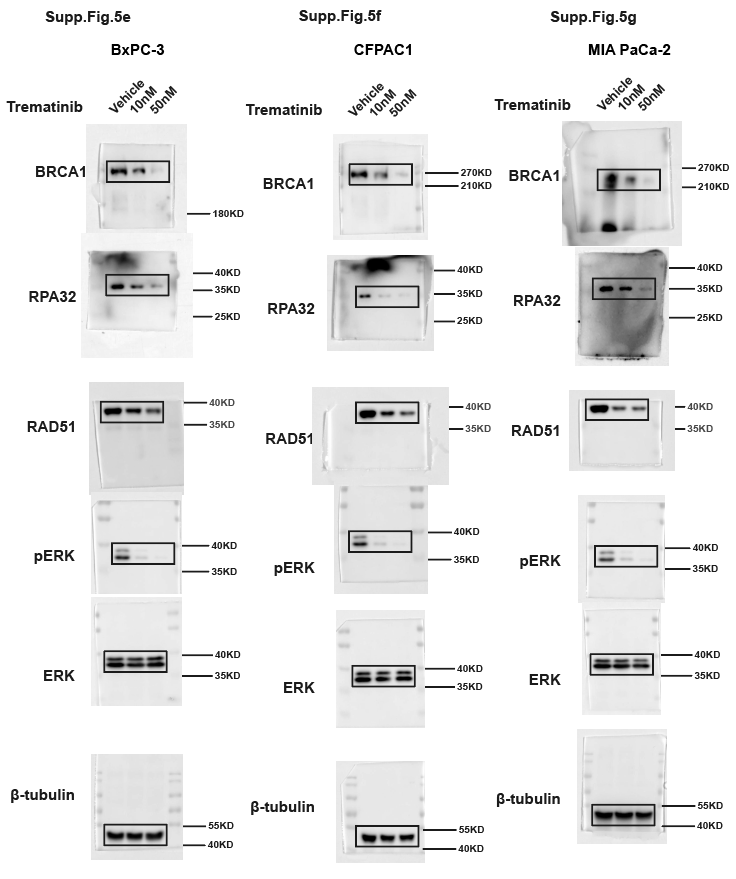 Supp.Fig.5e
BxPC-3
Trematinib
Vehicle
10nM
50nM
BRCA1
180KD
RPA32
40KD
35KD
25KD
RAD51
40KD
35KD
pERK
40KD
35KD
ERK
40KD
35KD
β-tubulin
55KD
40KD
Supp.Fig.5f
CFPAC1
Trematinib
Vehicle
10nM
50nM
BRCA1
270KD
210KD
RPA32
40KD
35KD
25KD
RAD51
40KD
35KD
pERK
40KD
35KD
ERK
40KD
35KD
β-tubulin
55KD
40KD
Supp.Fig.5g
MIA PaCa-2
Trematinib
Vehicle
10nM
50nM
BRCA1
270KD
210KD
RPA32
40KD
35KD
25KD
RAD51
40KD
35KD
pERK
40KD
35KD
ERK
40KD
35KD
β-tubulin
55KD
40KD